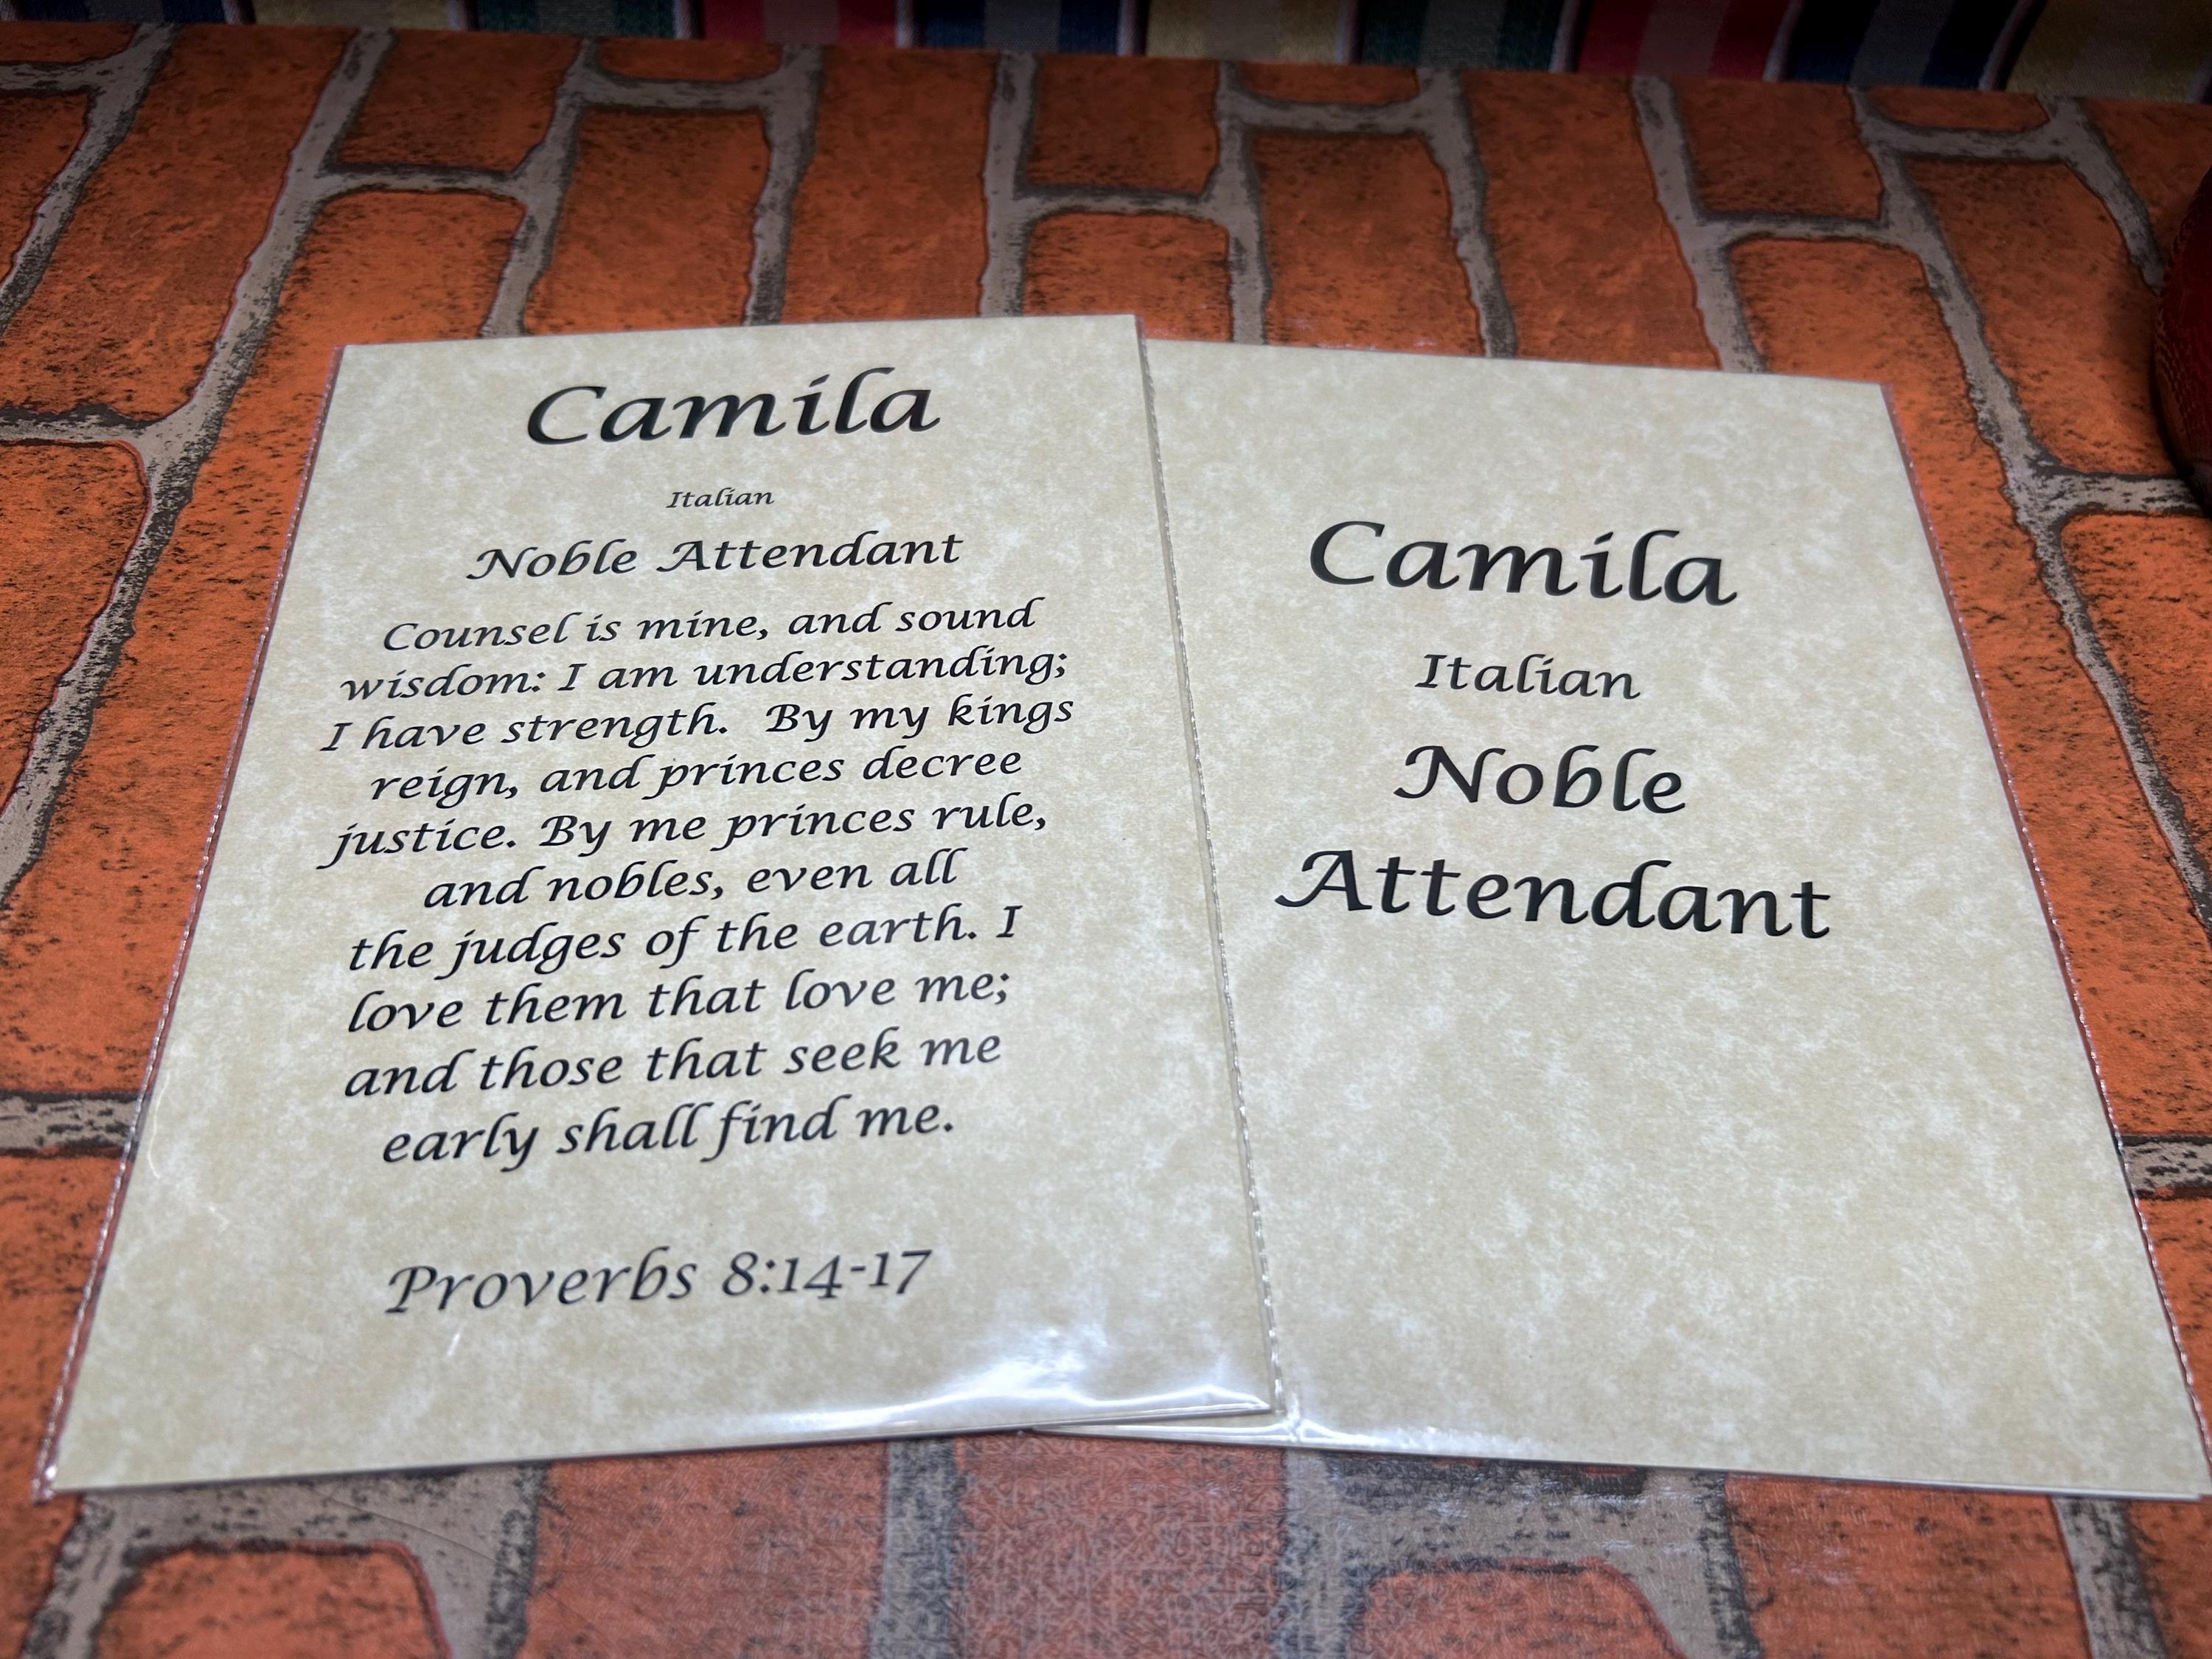 Camila
Italian
Noble Attendant
Counsel is mine, and sound
wisdom: I am understanding;
I have strength. By my kings
reign, and princes decree
justice. By me princes rule,
and nobles, even all
the judges of the earth. I
love them that love me;
and those that seek me
early shall find me.
Proverbs 8:14-17
Camila
Italian
Noble
Attendant